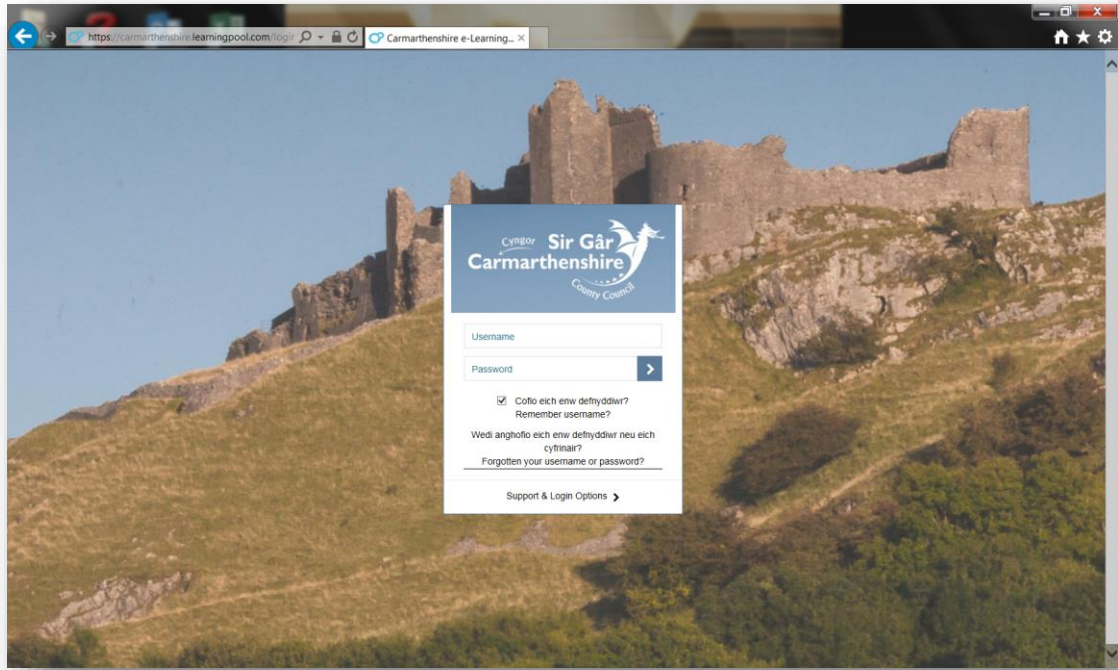 https://carmarthenshire.learningpool.com/login
Carmarthenshire e-Learning...
Cyngor Sir Gâr
Carmarthenshire
County Council
Username
Password
Cofio eich enw defnyddiwr?
Remember username?
Wedi anghofio eich enw defnyddiwr neu eich
cyfrinair?
Forgotten your username or password?
Support & Login Options